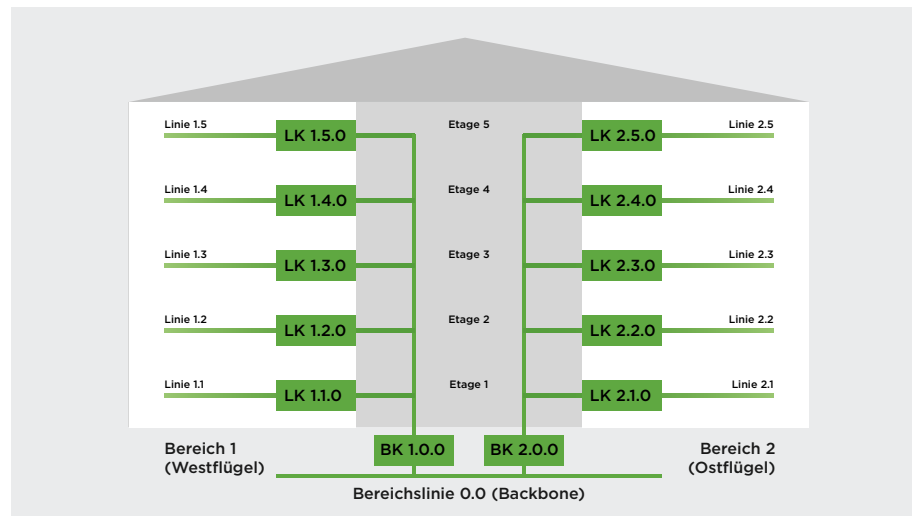 Linie 1.5
LK 1.5.0
Etage 5
LK 2.5.0
Linie 2.5
Linie 1.4
LK 1.4.0
Etage 4
LK 2.4.0
Linie 2.4
Linie 1.3
LK 1.3.0
Etage 3
LK 2.3.0
Linie 2.3
Linie 1.2
LK 1.2.0
Etage 2
LK 2.2.0
Linie 2.2
Linie 1.1
LK 1.1.0
Etage 1
LK 2.1.0
Linie 2.1
Bereich 1
(Westflügel)
BK 1.0.0
BK 2.0.0
Bereich 2
(Ostflügel)
Bereichslinie 0.0 (Backbone)